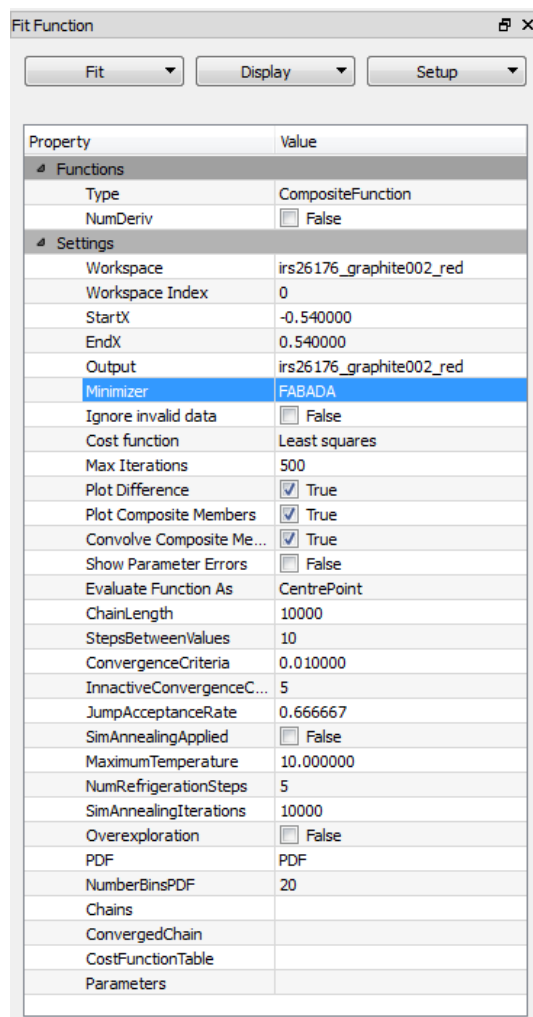 Fit Function
Fit Display Setup
Property Value
Functions
Type CompositeFunction
NumDeriv False
Settings
Workspace irs26176_graphite002_red
Workspace Index 0
StartX -0.540000
EndX 0.540000
Output irs26176_graphite002_red
Minimizer FABADA
Ignore invalid data False
Cost function Least squares
Max Iterations 500
Plot Difference True
Plot Composite Members True
Convolve Composite Me... True
Show Parameter Errors False
Evaluate Function As CentrePoint
ChainLength 10000
StepsBetweenValues 10
ConvergenceCriteria 0.010000
InnactiveConvergenceC... 5
JumpAcceptanceRate 0.666667
SimAnnealingApplied False
MaximumTemperature 10.000000
NumRefrigerationSteps 5
SimAnnealingIterations 10000
Overexploration False
PDF PDF
NumberBinsPDF 20
Chains
ConvergedChain
CostFunctionTable
Parameters